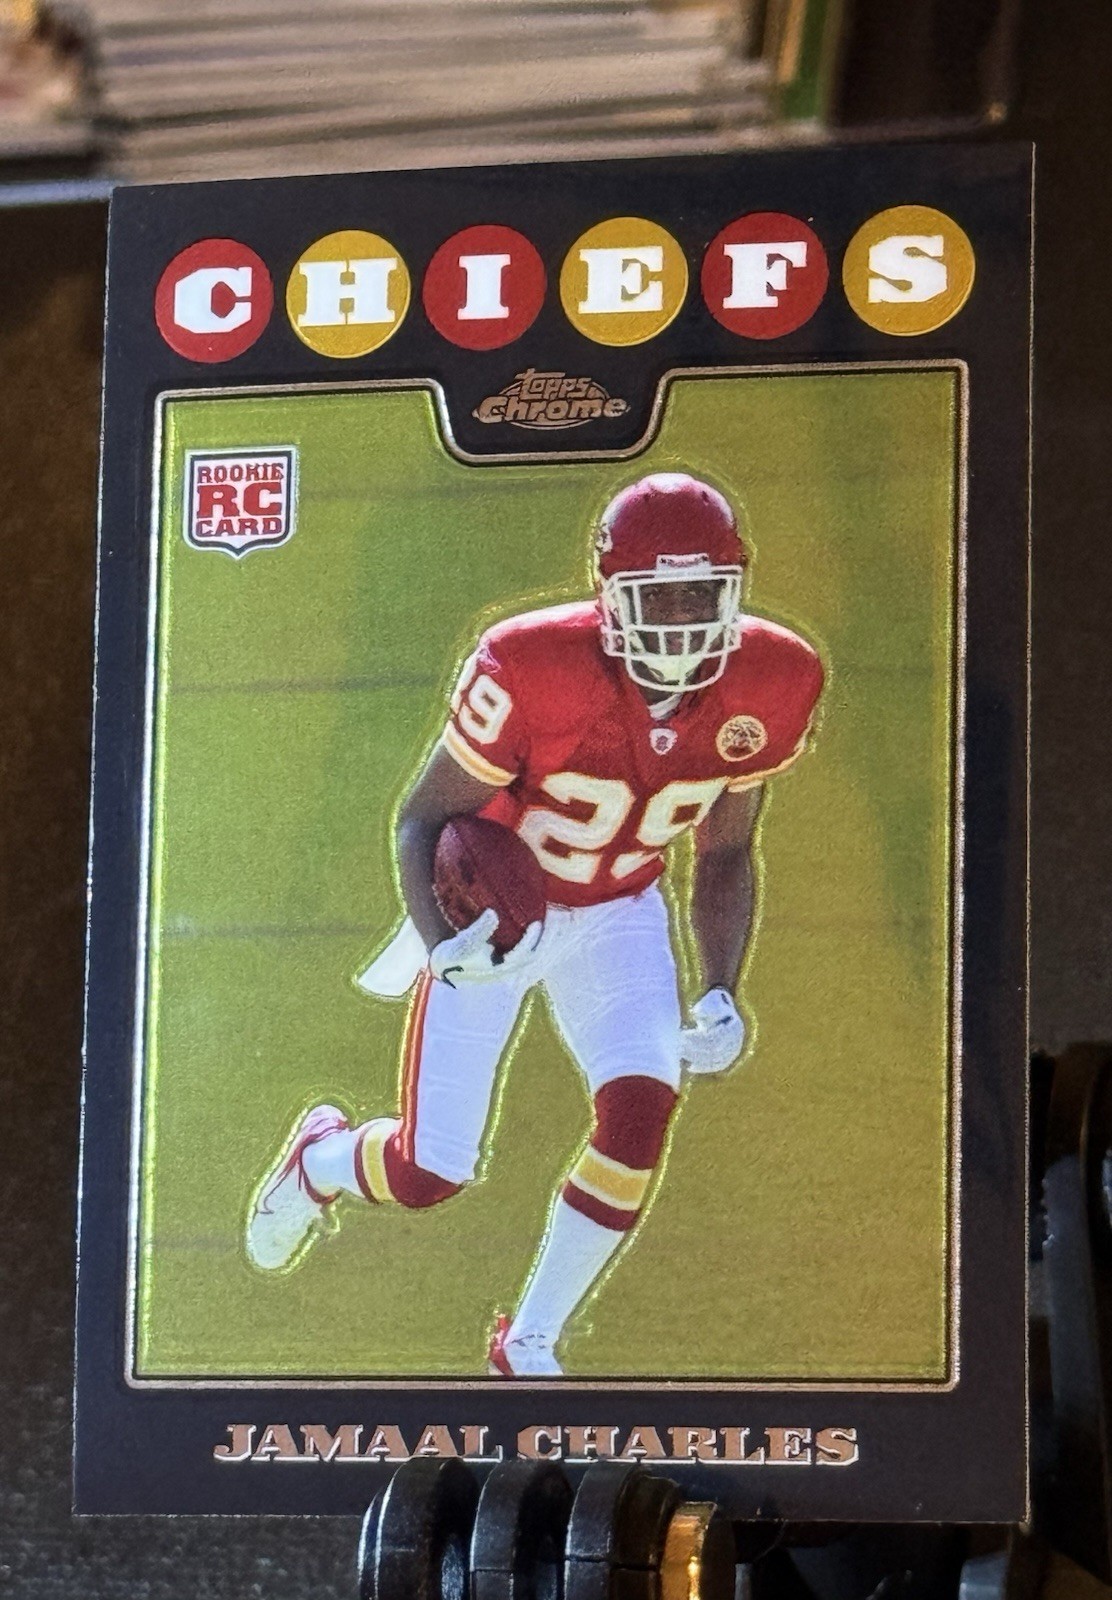 CHIEFS
Topps
Chrome
ROOKIE
RC
CARD
29
29
JAMAAL CHARLES